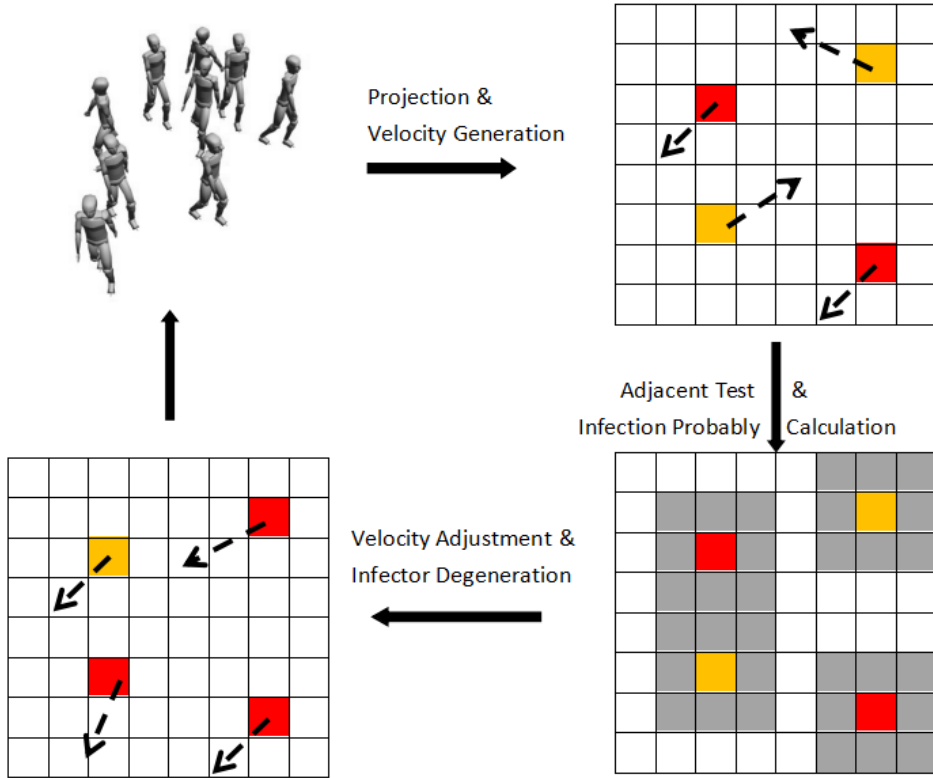 Projection &
Velocity Generation
Adjacent Test &
Infection Probably Calculation
Velocity Adjustment &
Infector Degeneration